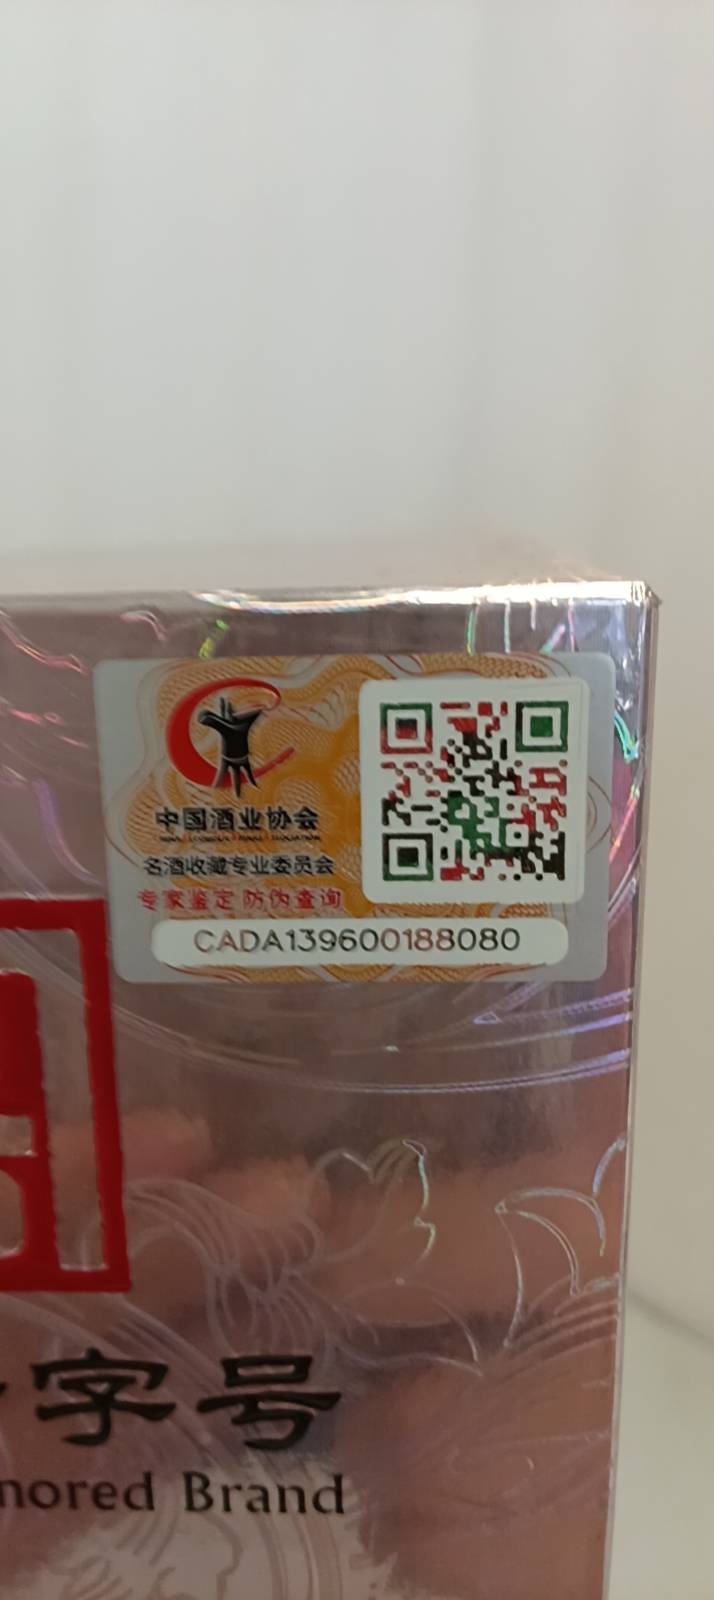 中国酒业协会
名酒收藏专业委员会
专家鉴定 防伪查询
CADA139600188080
字号
nored Brand